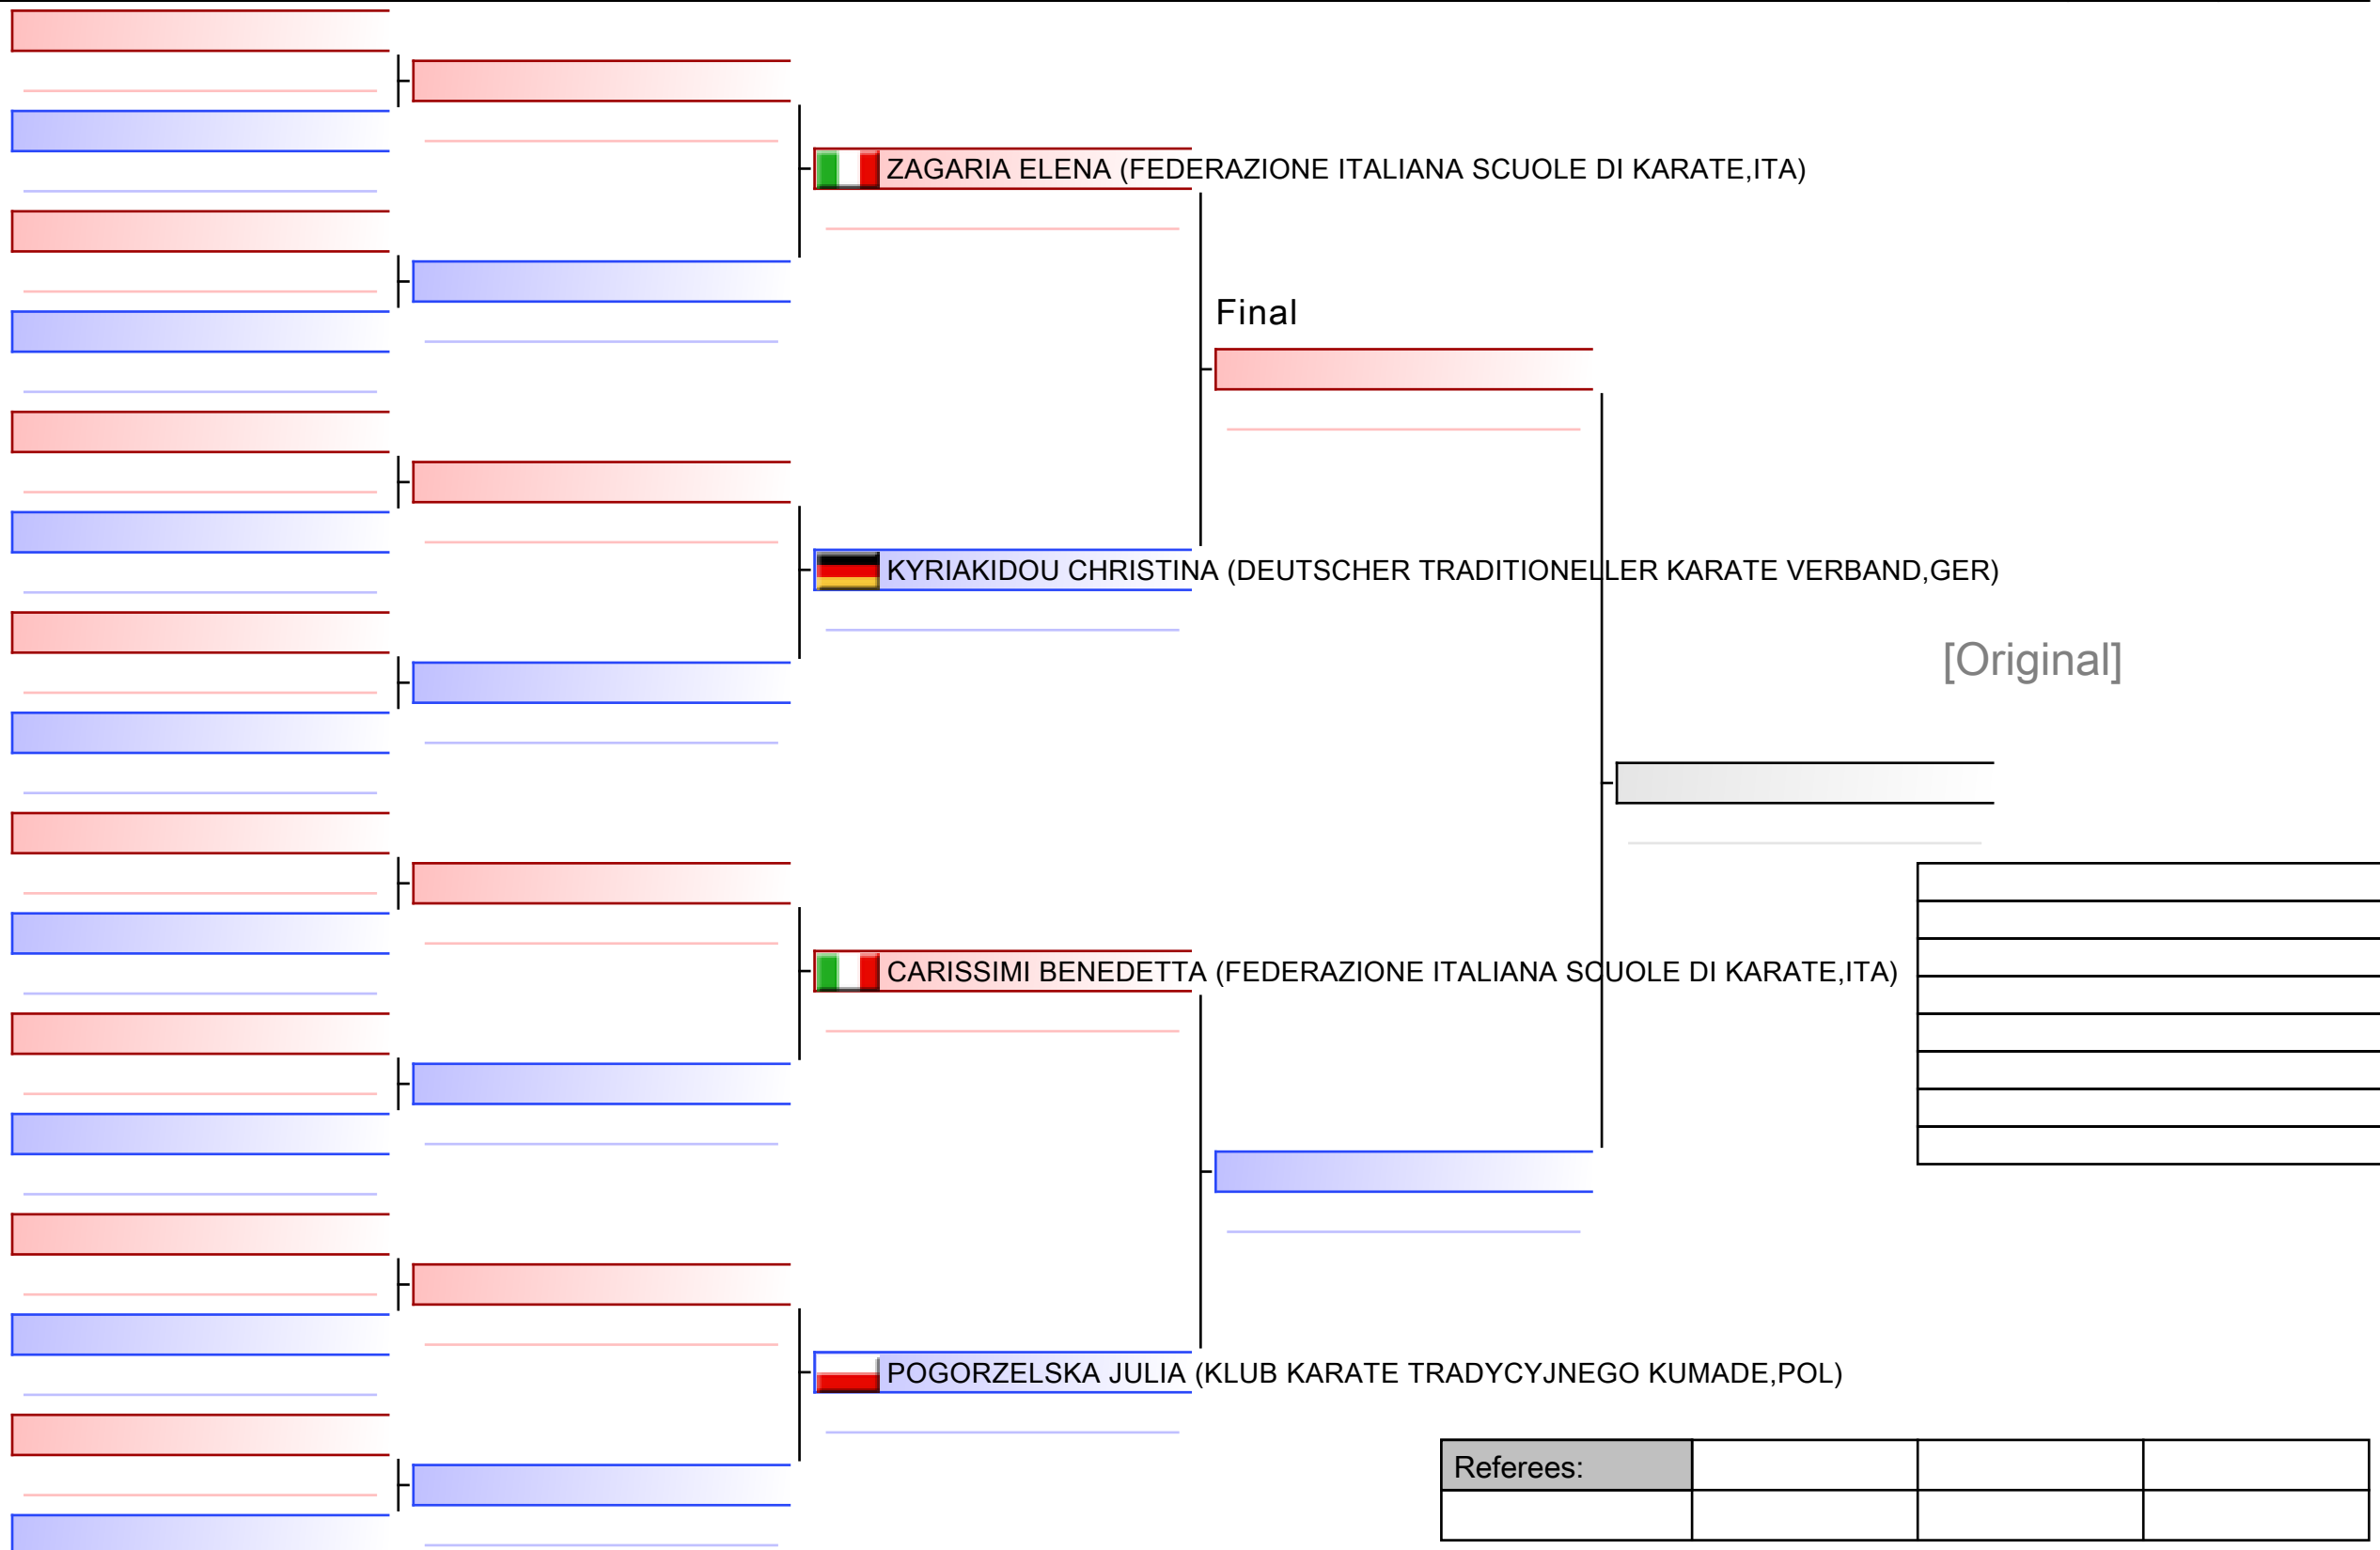 ZAGARIA ELENA (FEDERAZIONE ITALIANA SCUOLE DI KARATE,ITA)
Final
KYRIAKIDOU CHRISTINA (DEUTSCHER TRADITIONELLER KARATE VERBAND,GER)
[Original]
CARISSIMI BENEDETTA (FEDERAZIONE ITALIANA SCUOLE DI KARATE,ITA)
POGORZELSKA JULIA (KLUB KARATE TRADYCYJNEGO KUMADE,POL)
Referees: